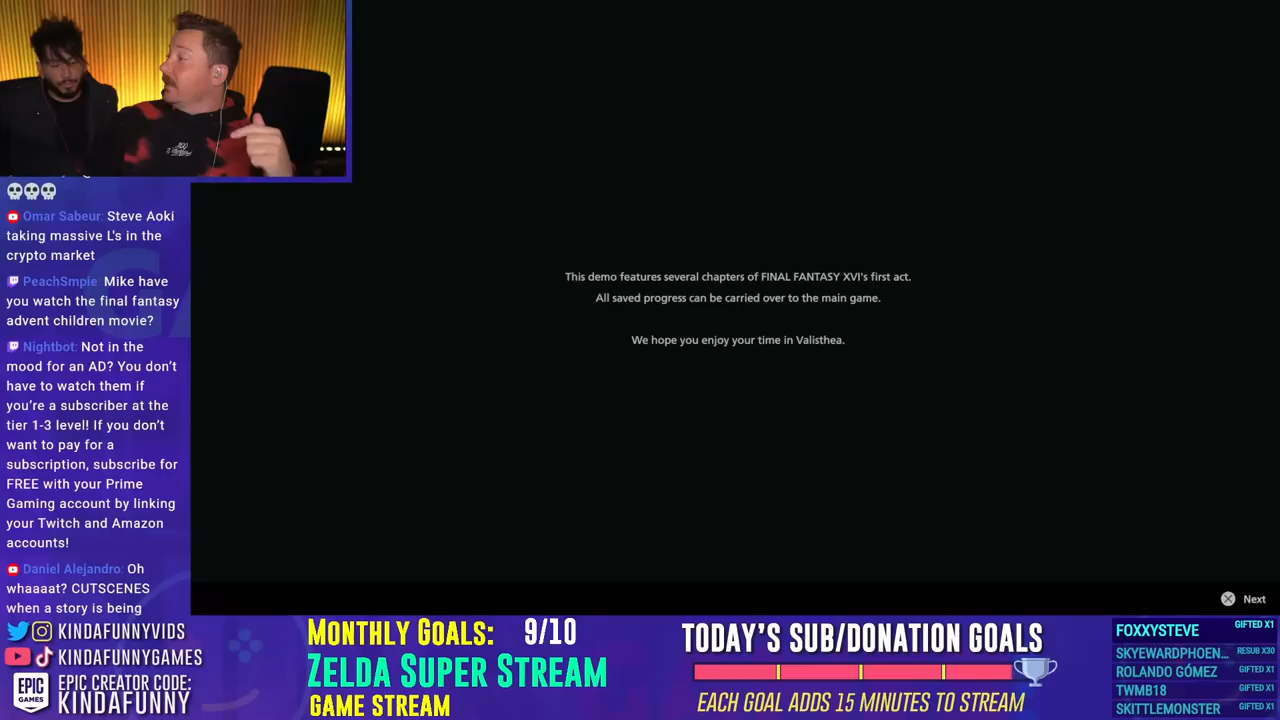 💀💀💀
Omar Sabeur: Steve Aoki
taking massive L's in the
crypto market
PeachSmpie: Mike have
you watch the final fantasy
advent children movie?
Nightbot: Not in the
mood for an AD? You don't
have to watch them if
you're a subscriber at the
tier 1-3 level! If you don't
want to pay for a
subscription, subscribe for
FREE with your Prime
Gaming account by linking
your Twitch and Amazon
accounts!
Daniel Alejandro: Oh
whaaaat? CUTSCENES
when a story is being
This demo features several chapters of FINAL FANTASY XVI's first act.
All saved progress can be carried over to the main game.
We hope you enjoy your time in Valisthea.
Next
KINDAFUNNYVIDS
KINDAFUNNYGAMES
EPIC GAMES
EPIC CREATOR CODE:
KINDAFUNNY
MONTHLY GOALS: 9/10
ZELDA SUPER STREAM
GAME STREAM
TODAY'S SUB/DONATION GOALS
EACH GOAL ADDS 15 MINUTES TO STREAM
FOXXYSTEVE GIFTED X1
SKYEWARDPHOEN... RESUB X30
ROLANDO GÓMEZ GIFTED X1
TWMB18 GIFTED X1
SKITTLEMONSTER GIFTED X1